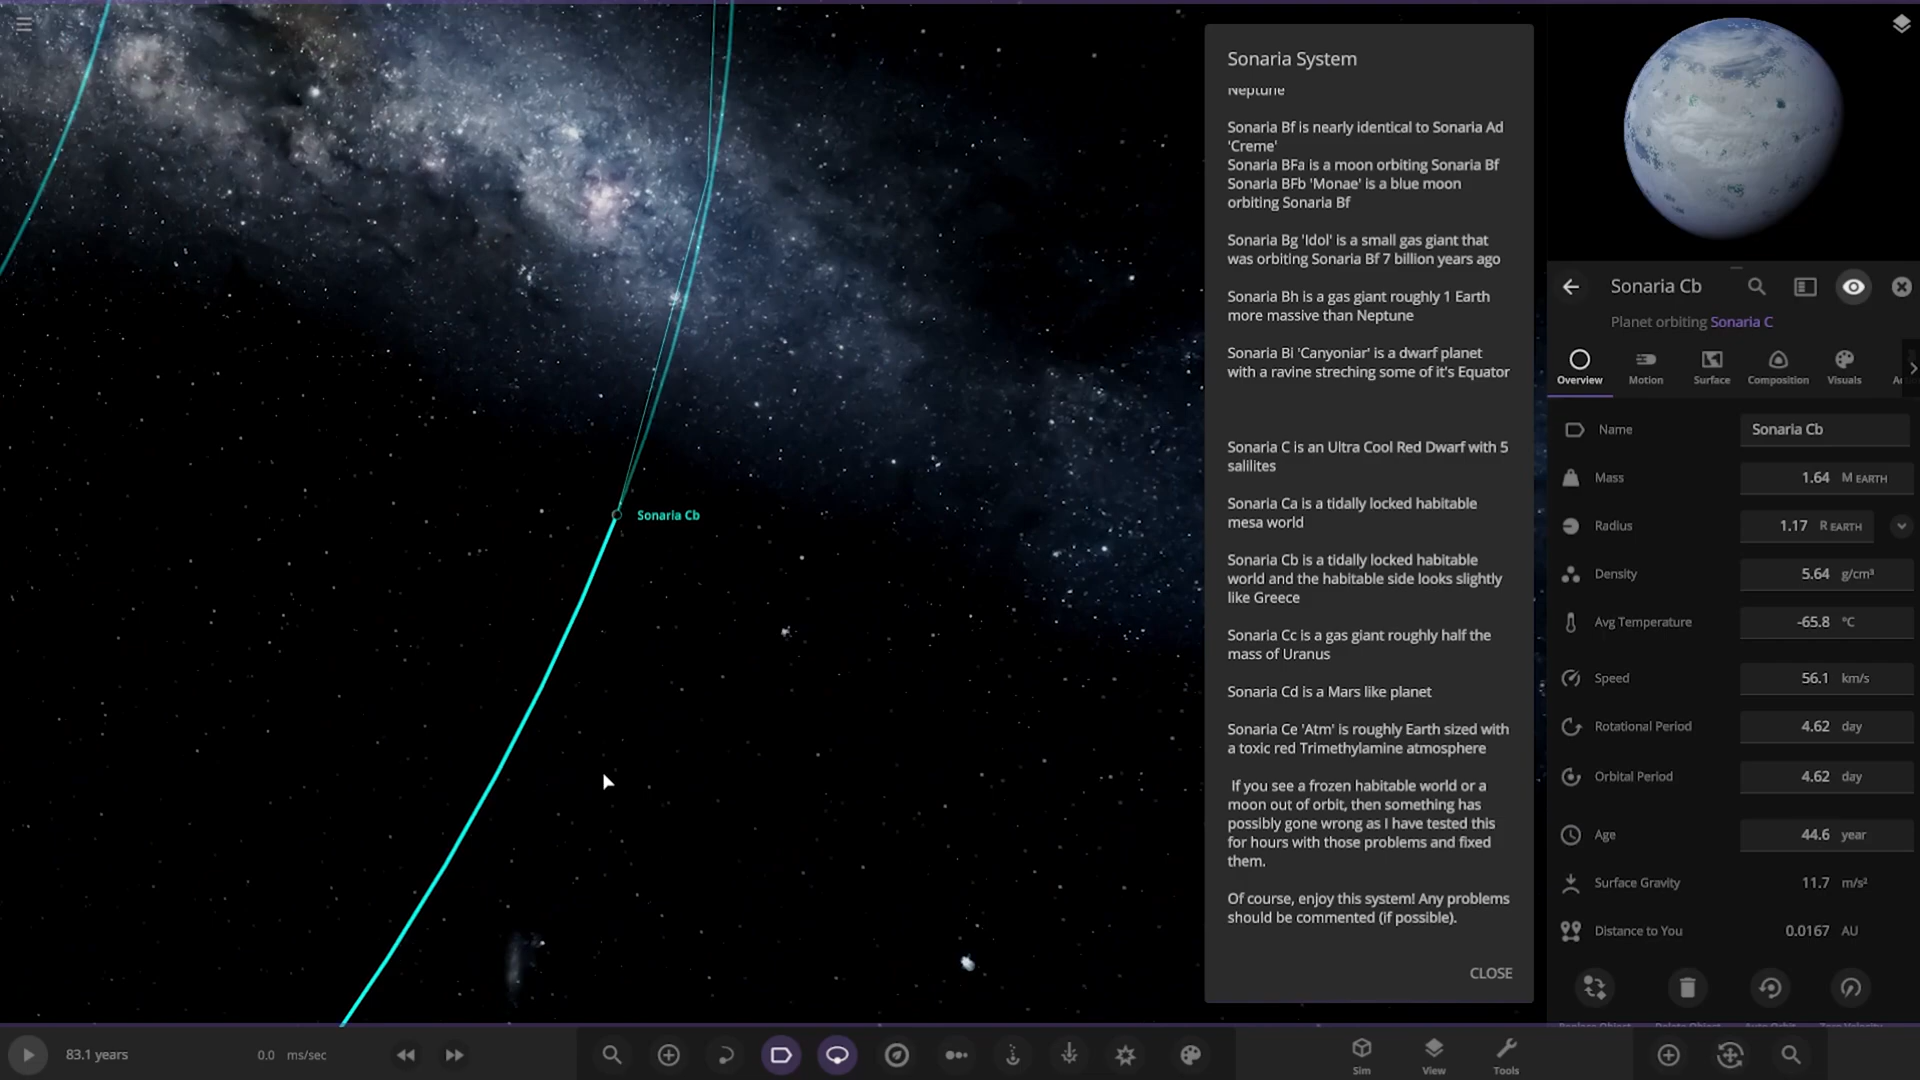 Sonaria System
Neptune
Sonaria Bf is nearly identical to Sonaria Ad
'Creme'
Sonaria BFa is a moon orbiting Sonaria Bf
Sonaria BFb 'Monae' is a blue moon
orbiting Sonaria Bf
Sonaria Bg 'Idol' is a small gas giant that
was orbiting Sonaria Bf 7 billion years ago
Sonaria Bh is a gas giant roughly 1 Earth
more massive than Neptune
Sonaria Bi 'Canyoniar' is a dwarf planet
with a ravine streching some of it's Equator
Sonaria C is an Ultra Cool Red Dwarf with 5
salilites
Sonaria Ca is a tidally locked habitable
mesa world
Sonaria Cb is a tidally locked habitable
world and the habitable side looks slightly
like Greece
Sonaria Cc is a gas giant roughly half the
mass of Uranus
Sonaria Cd is a Mars like planet
Sonaria Ce 'Atm' is roughly Earth sized with
a toxic red Trimethylamine atmosphere
If you see a frozen habitable world or a
moon out of orbit, then something has
possibly gone wrong as I have tested this
for hours with those problems and fixed
them.
Of course, enjoy this system! Any problems
should be commented (if possible).
CLOSE
Sonaria Cb
Sonaria Cb
Planet orbiting Sonaria C
Overview Motion Surface Composition Visuals
Name Sonaria Cb
Mass 1.64 M EARTH
Radius 1.17 R EARTH
Density 5.64 g/cm³
Avg Temperature -65.8 °C
Speed 56.1 km/s
Rotational Period 4.62 day
Orbital Period 4.62 day
Age 44.6 year
Surface Gravity 11.7 m/s²
Distance to You 0.0167 AU
83.1 years 0.0 ms/sec
Sim View Tools